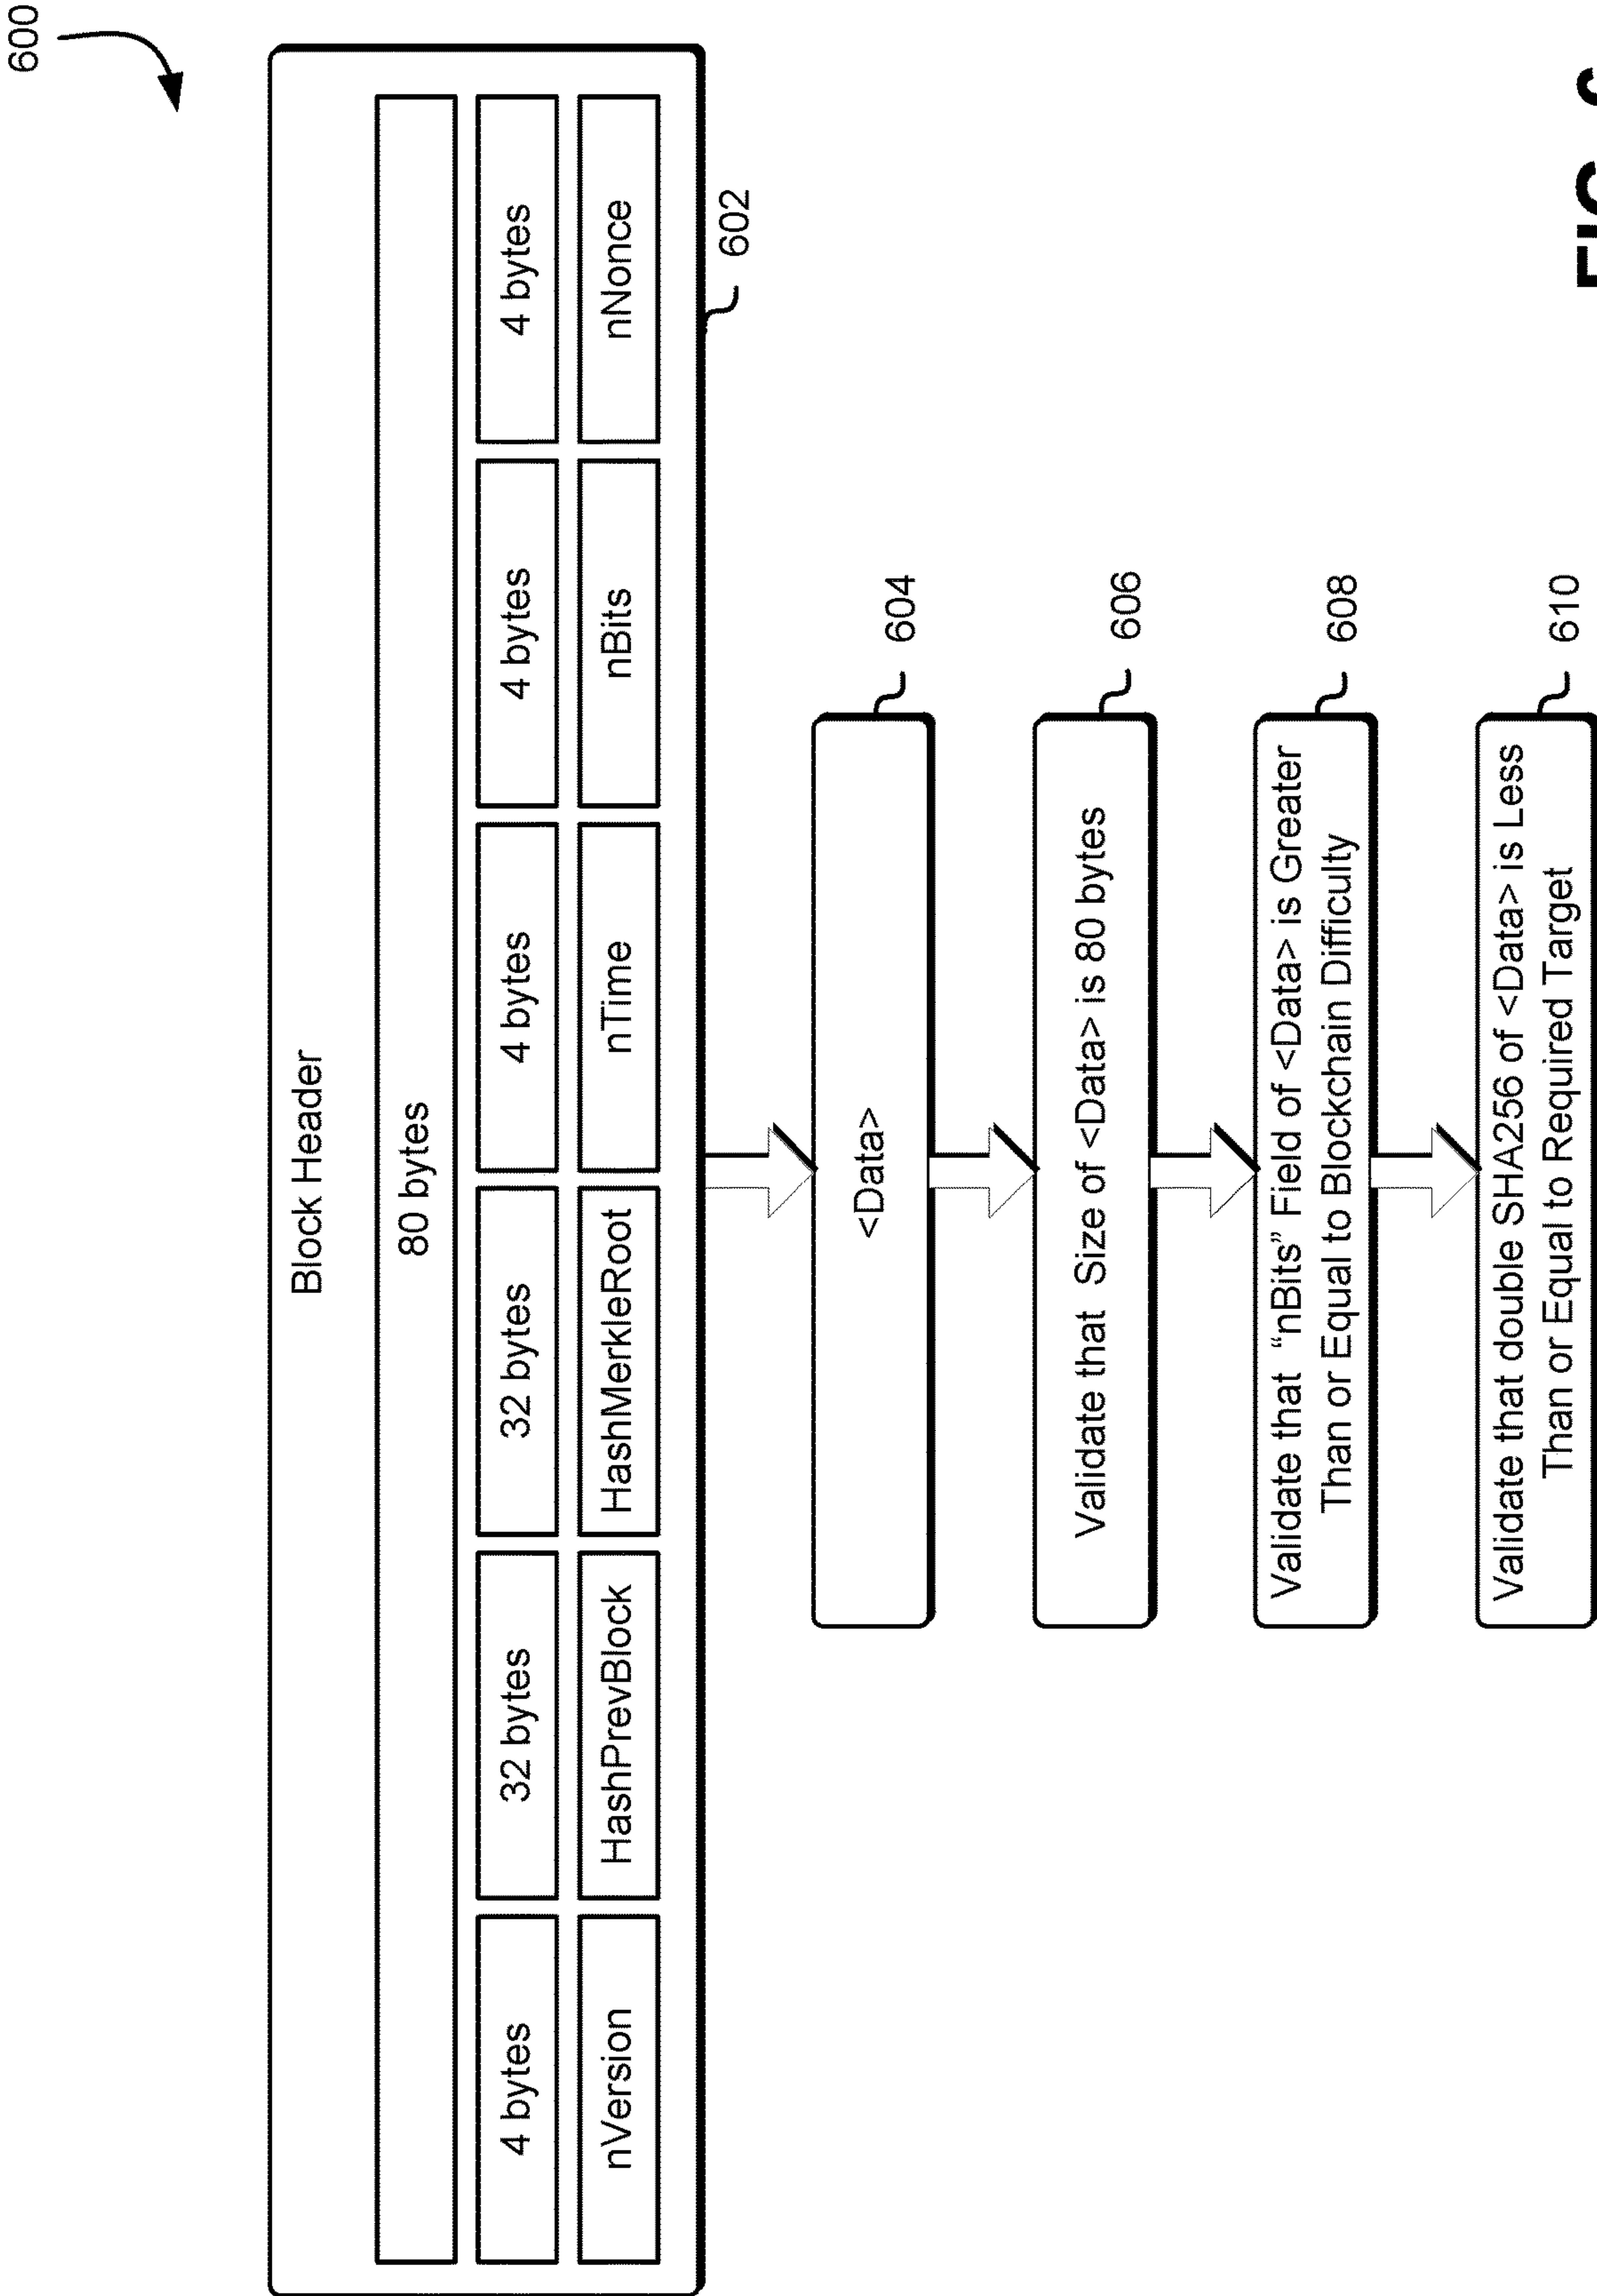 600
Block Header
80 bytes
4 bytes 32 bytes 32 bytes 4 bytes 4 bytes 4 bytes
nVersion HashPrevBlock HashMerkleRoot nTime nBits nNonce
602
<Data>
604
Validate that Size of <Data> is 80 bytes
606
Validate that “nBits” Field of <Data> is Greater
Than or Equal to Blockchain Difficulty
608
Validate that double SHA256 of <Data> is Less
Than or Equal to Required Target
610